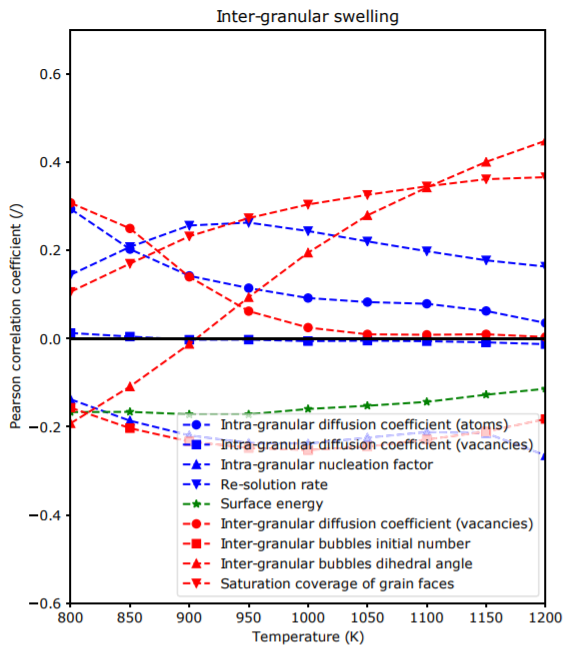 Inter-granular swelling
Pearson correlation coefficient (/)
0.6
0.4
0.2
0.0
−0.2
−0.4
−0.6
Intra-granular diffusion coefficient (atoms)
Intra-granular diffusion coefficient (vacancies)
Intra-granular nucleation factor
Re-solution rate
Surface energy
Inter-granular diffusion coefficient (vacancies)
Inter-granular bubbles initial number
Inter-granular bubbles dihedral angle
Saturation coverage of grain faces
800 850 900 950 1000 1050 1100 1150 1200
Temperature (K)